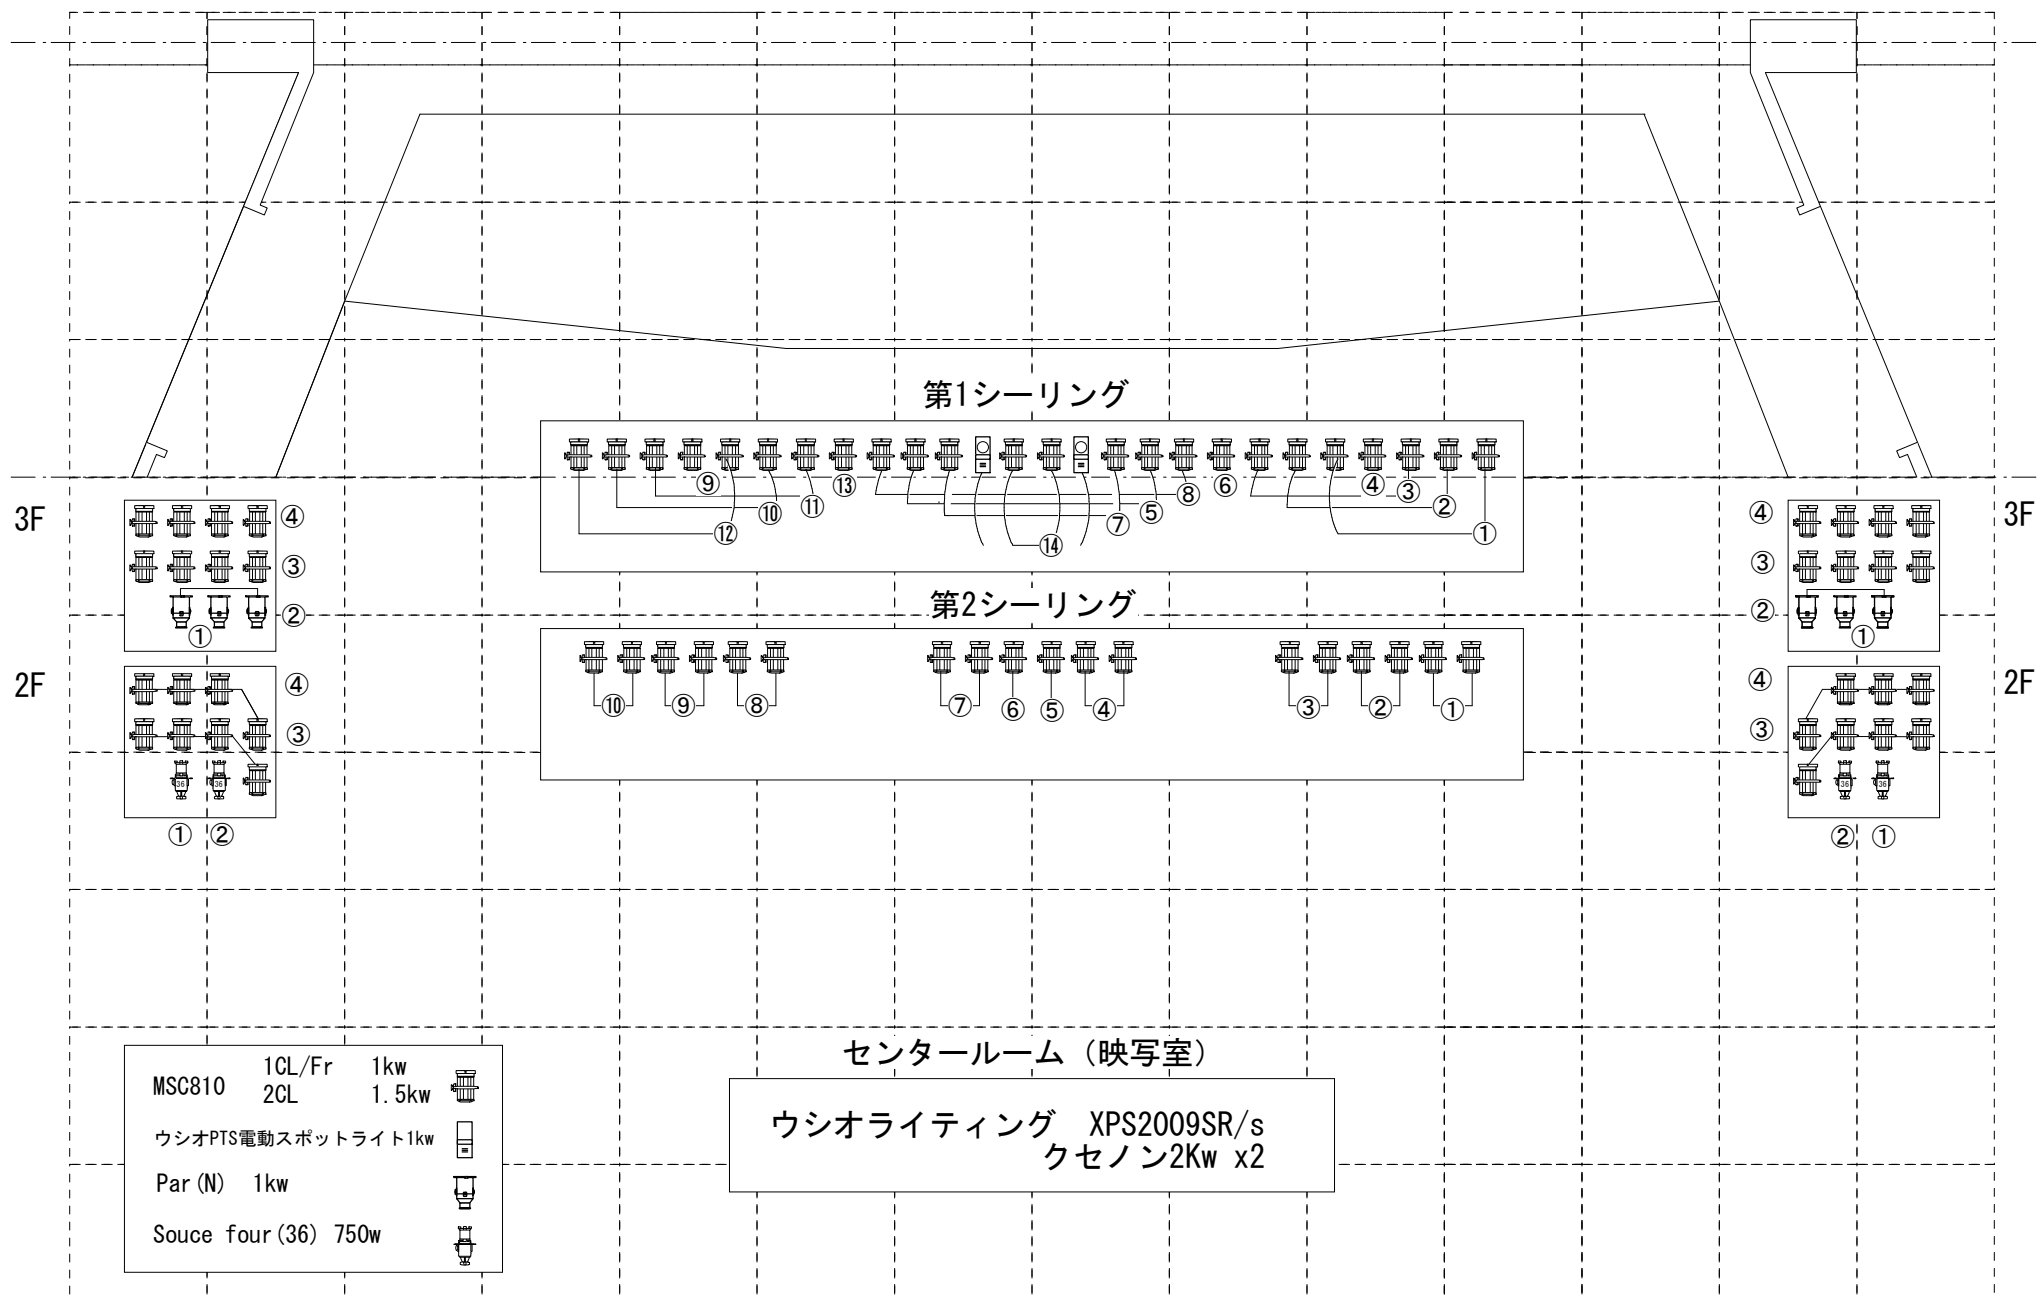 第1シーリング
⑨ ⑬ ⑥ ④ ③
⑧
⑩ ⑪ ⑤ ②
⑦
⑫ ⑭ ①
3F ④ ④ 3F
③ ③
② ②
① ①
第2シーリング
2F ④ ④ 2F
⑩ ⑨ ⑧ ⑦ ⑥ ⑤ ④ ③ ② ①
③ ③
36 36 36 36
① ② ② ①
センタールーム（映写室）
ウシオライティング XPS2009SR/s
クセノン2Kw x2
1CL/Fr 1kw
MSC810
2CL 1.5kw
ウシオPTS電動スポットライト1kw
Par(N) 1kw
Souce four(36) 750w